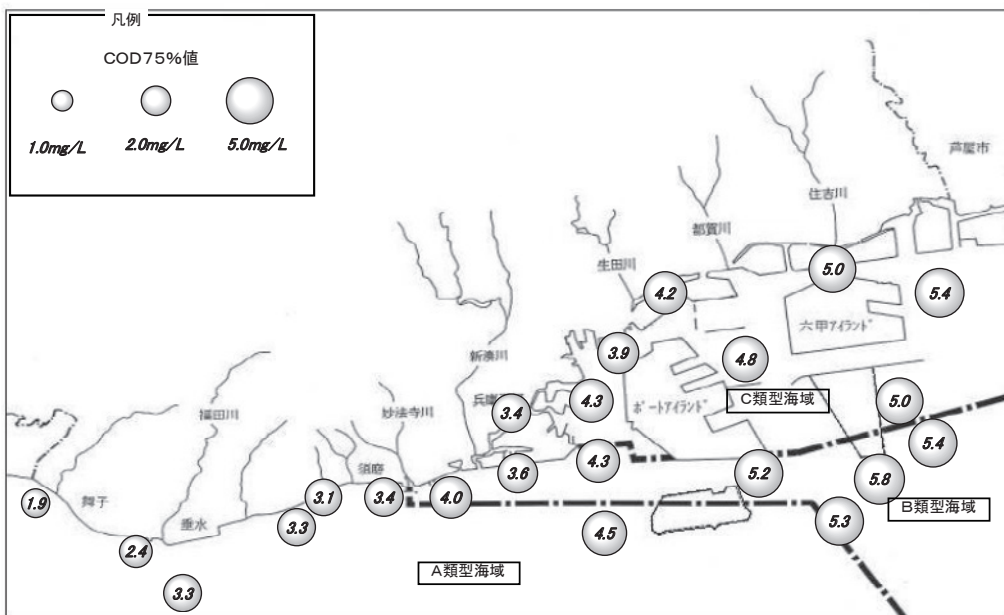 凡例
COD75%値
1.0mg/L
2.0mg/L
5.0mg/L
芦屋市
住吉川
都賀川
生田川
5.0
5.4
4.2
六甲アイランド
新湊川
3.9
4.8
兵庫
3.4
4.3
ポートアイランド
C類型海域
5.0
妙法寺川
福田川
5.4
4.3
3.6
5.2
5.8
須磨
舞子
1.9
3.1
3.4
4.0
B類型海域
垂水
3.3
5.3
4.5
2.4
A類型海域
3.3